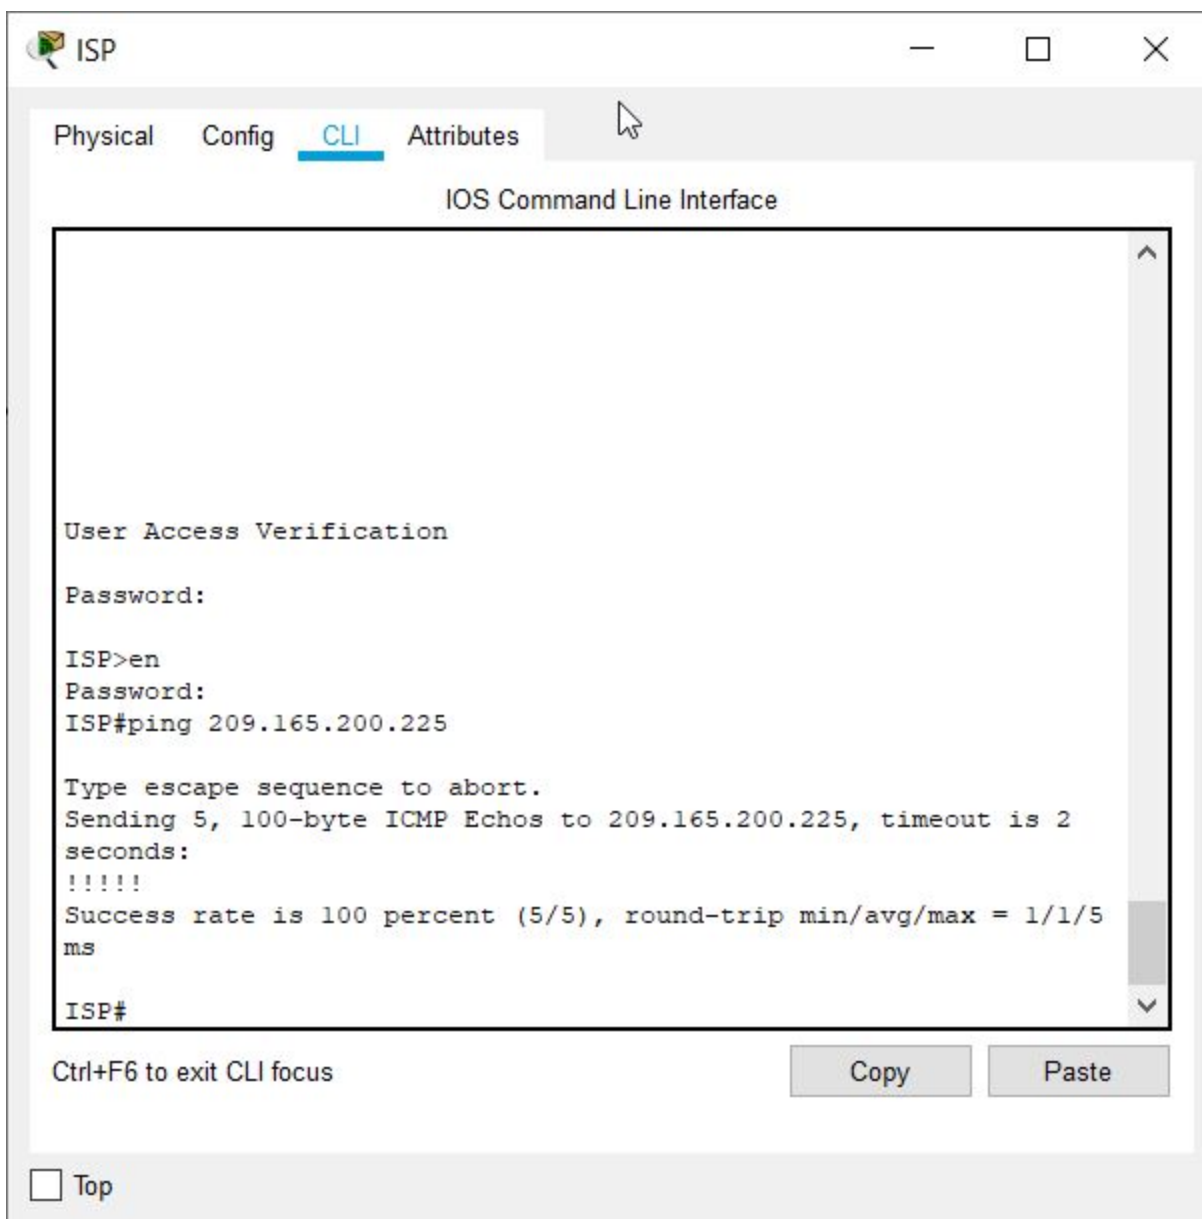 ISP
Physical Config CLI Attributes
IOS Command Line Interface
User Access Verification
Password:
ISP>en
Password:
ISP#ping 209.165.200.225
Type escape sequence to abort.
Sending 5, 100-byte ICMP Echos to 209.165.200.225, timeout is 2
seconds:
!!!!!
Success rate is 100 percent (5/5), round-trip min/avg/max = 1/1/5
ms
ISP#
Ctrl+F6 to exit CLI focus
Copy Paste
Top